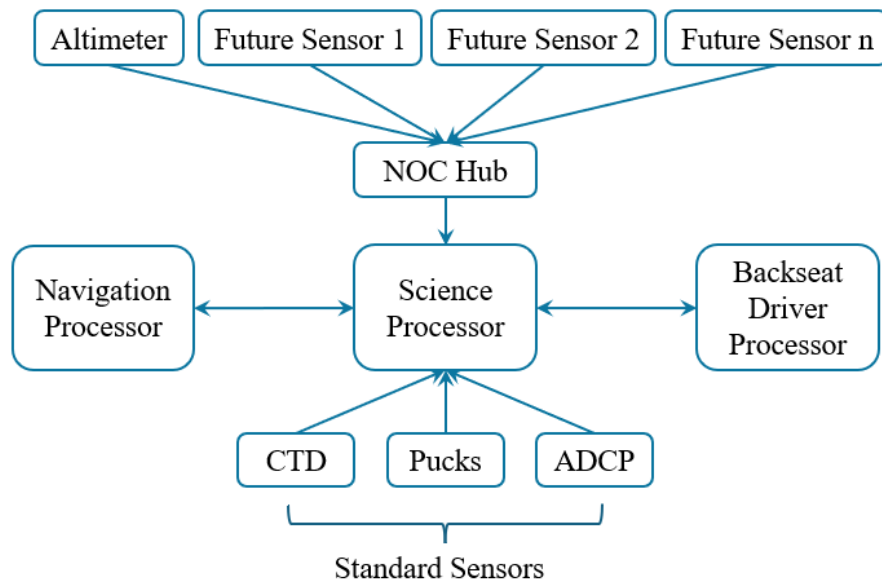 Altimeter
Future Sensor 1
Future Sensor 2
Future Sensor n
NOC Hub
Navigation
Processor
Science
Processor
Backseat
Driver
Processor
CTD
Pucks
ADCP
Standard Sensors